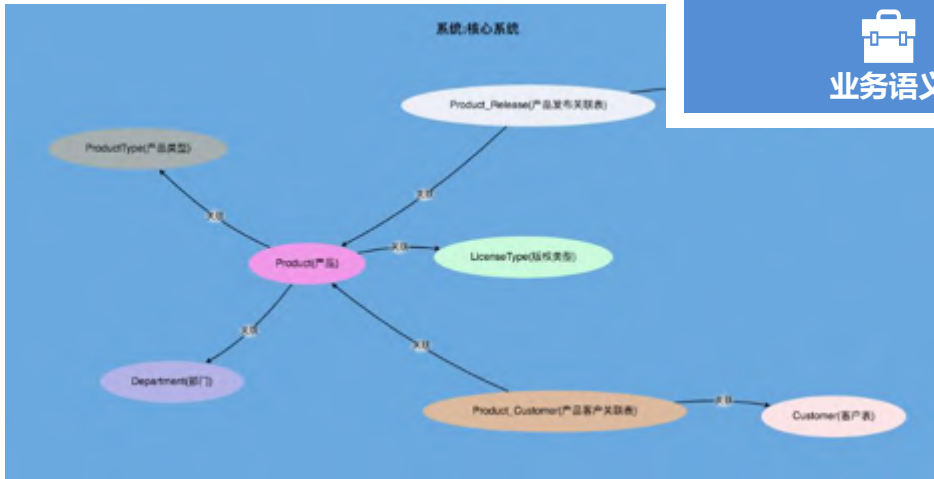 系统:核心系统
业务语义
Product_Release(产品发布关联表)
ProductType(产品类型)
关联
关联
Product(产品)
关联
LicenseType(版权类型)
关联
关联
Department(部门)
Product_Customer(产品客户关联表)
关联
Customer(客户表)